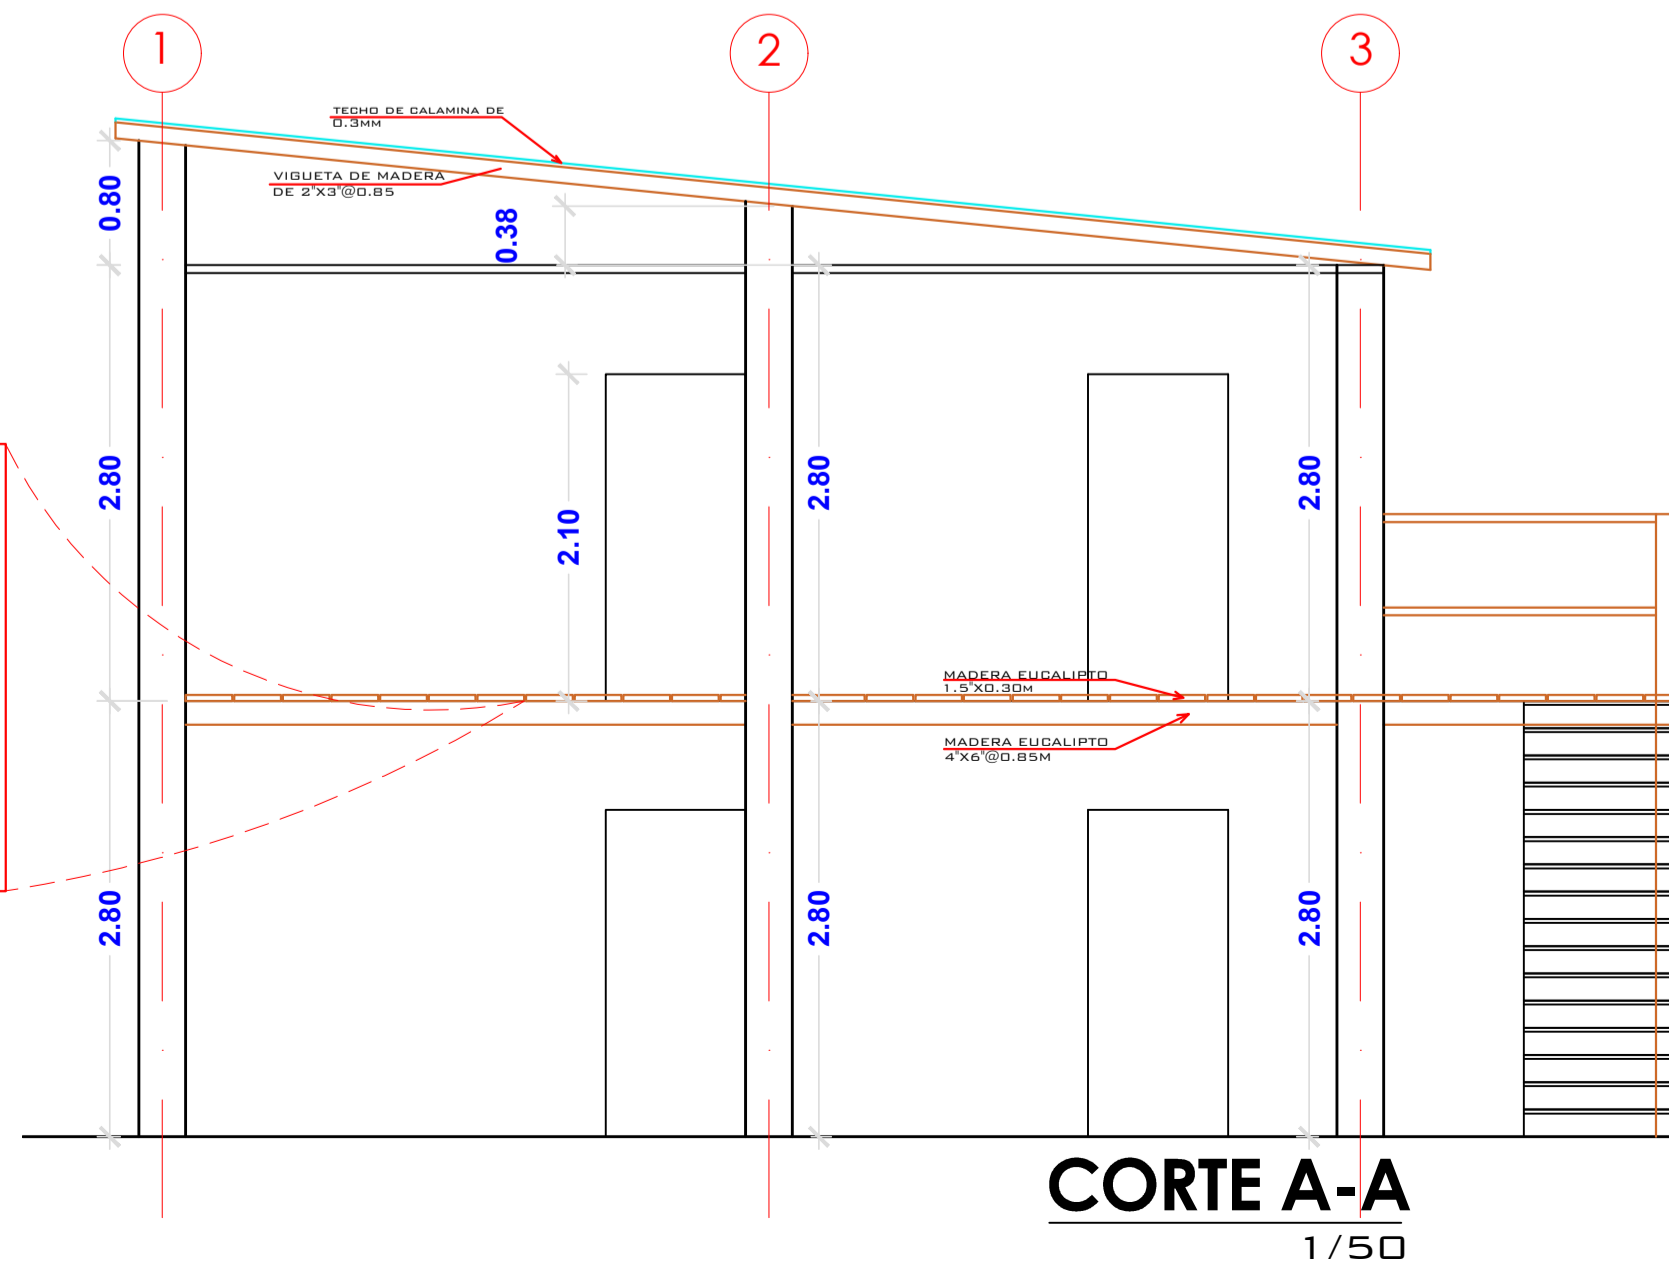 1
2
3
TECHO DE CALAMINA DE
0.3MM
VIGUETA DE MADERA
DE 2"X3"@0.85
0.80
0.38
2.80
2.80
2.80
2.10
MADERA EUCALIPTO
1.5"X0.30M
MADERA EUCALIPTO
4"X6"@0.85M
2.80
2.80
2.80
CORTE A-A
1/50